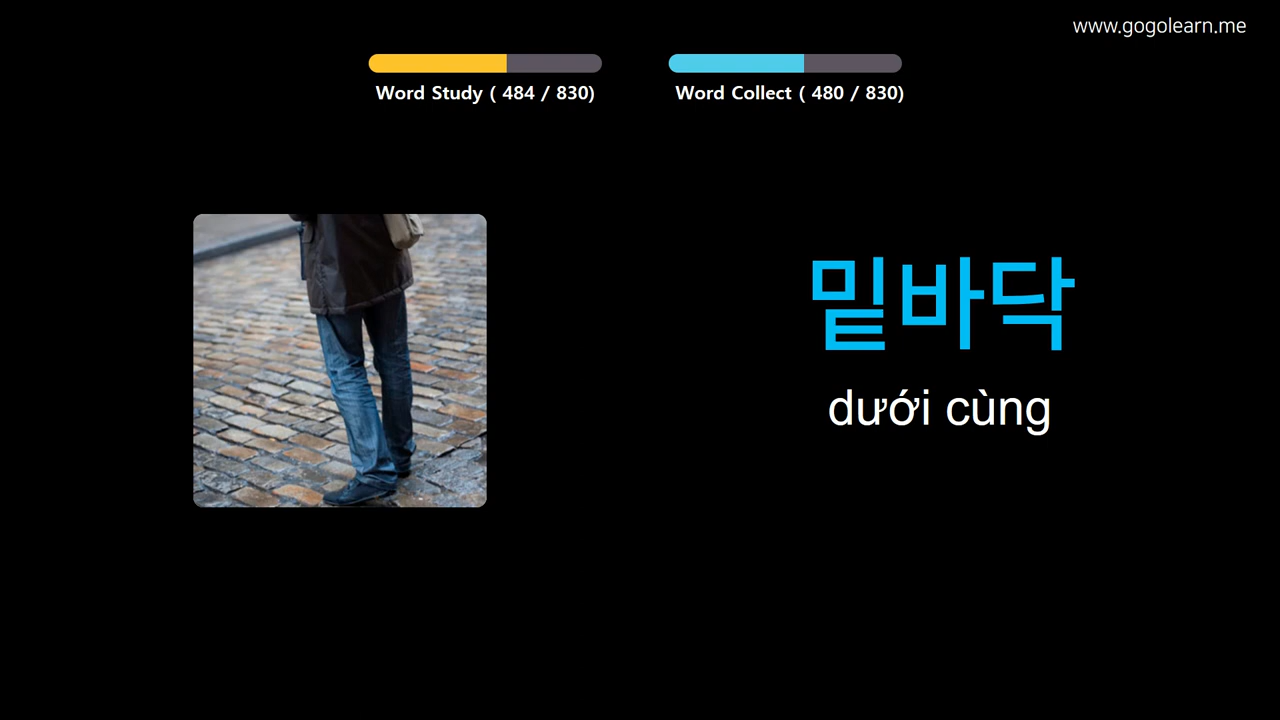 www.gogolearn.me
Word Study ( 484 / 830)
Word Collect ( 480 / 830)
밑바닥
dưới cùng